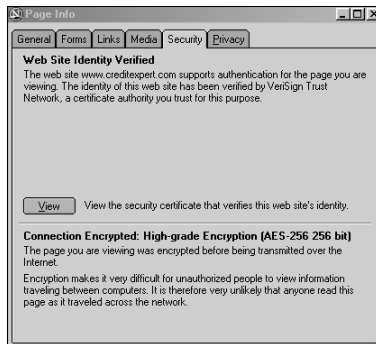 Page Info
General Forms Links Media Security Privacy
Web Site Identity Verified
The web site www.creditexpert.com supports authentication for the page you are
viewing. The identity of this web site has been verified by VeriSign Trust
Network, a certificate authority you trust for this purpose.
View View the security certificate that verifies this web site's identity.
Connection Encrypted: High-grade Encryption (AES-256 256 bit)
The page you are viewing was encrypted before being transmitted over the
Internet.
Encryption makes it very difficult for unauthorized people to view information
traveling between computers. It is therefore very unlikely that anyone read this
page as it traveled across the network.